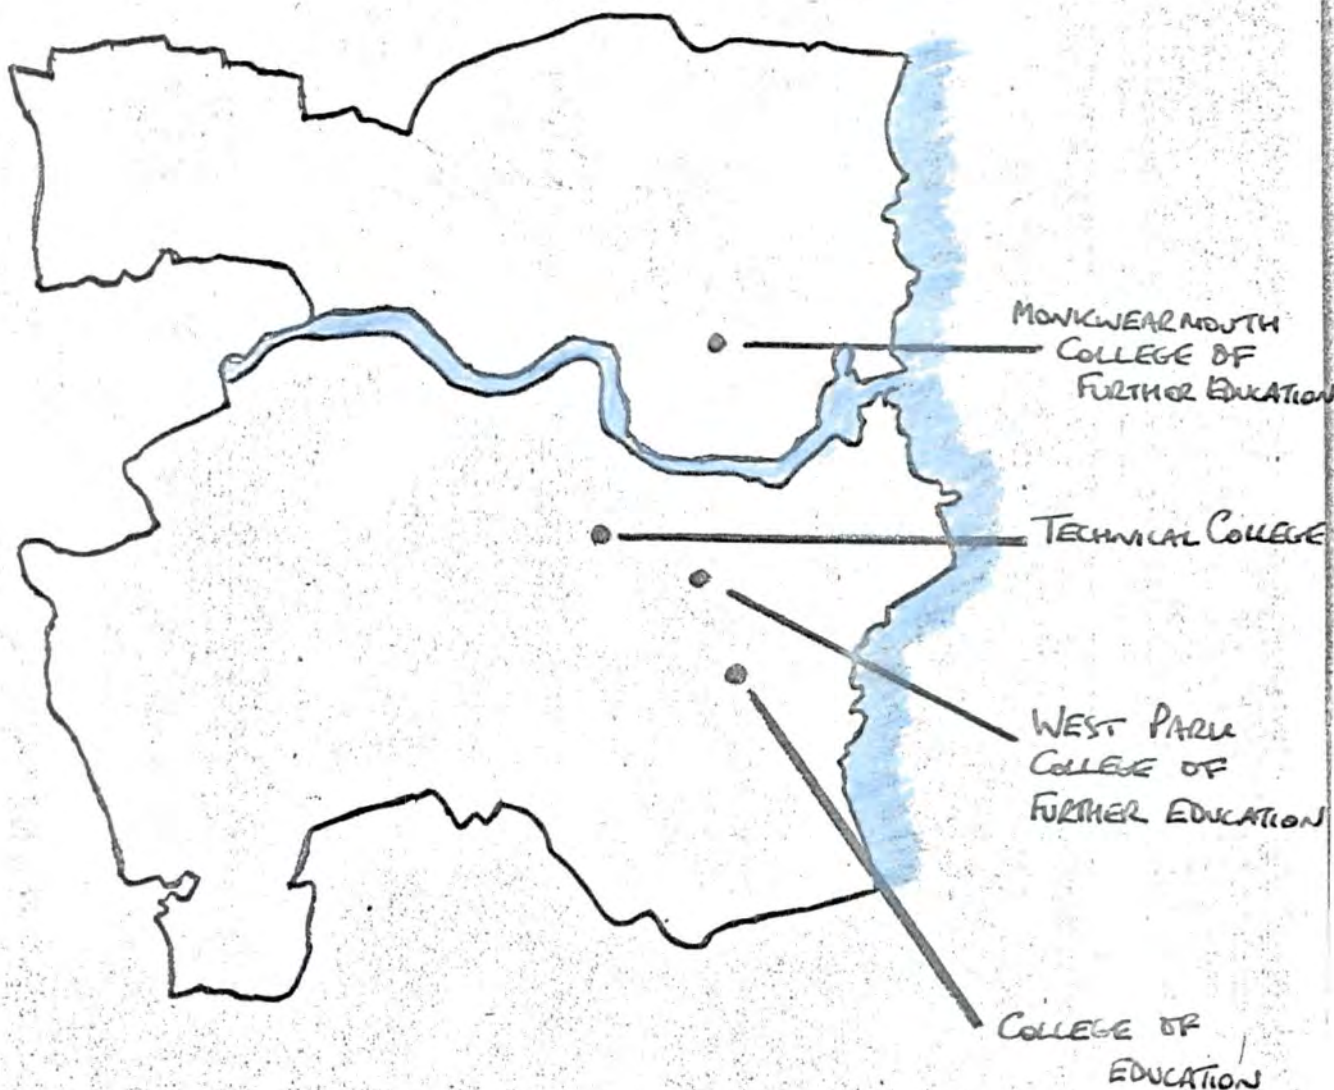 MONKWEARMOUTH
COLLEGE OF
FURTHER EDUCATION
TECHNICAL COLLEGE
WEST PARK
COLLEGE OF
FURTHER EDUCATION
COLLEGE OF
EDUCATION